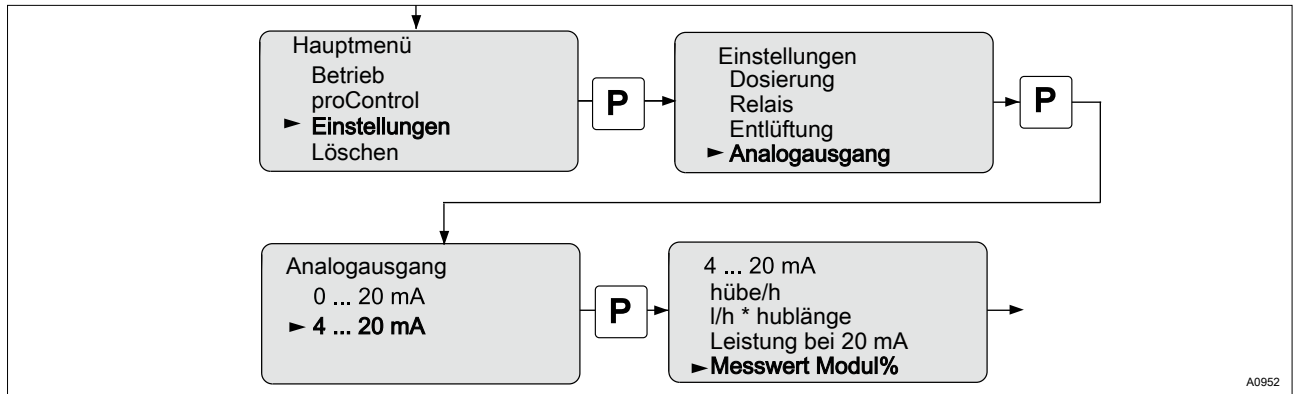 Hauptmenü
Betrieb
proControl
► Einstellungen
Löschen
P
Einstellungen
Dosierung
Relais
Entlüftung
► Analogausgang
P
Analogausgang
0 ... 20 mA
► 4 ... 20 mA
P
4 ... 20 mA
hübe/h
l/h * hublänge
Leistung bei 20 mA
►Messwert Modul%
A0952